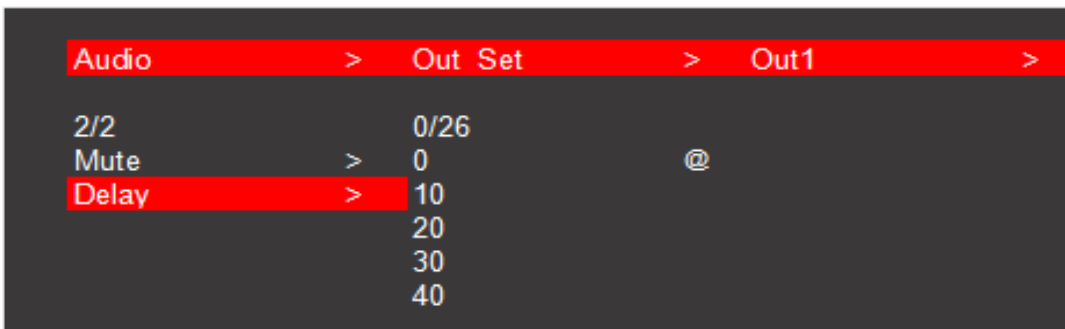 Audio > Out Set > Out1 >
2/2 0/26
Mute > 0 @
Delay > 10
20
30
40